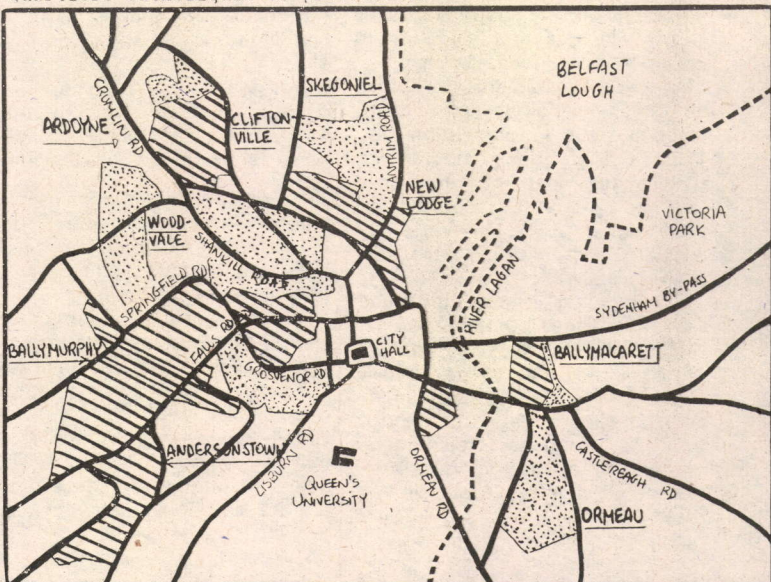 BELFAST
LOUGH
SKEGONIEL
CRUMLIN RD
ARDOYNE
CLIFTON
VILLE
ANTRIM ROAD
NEW
LODGE
WOOD-
VALE
VICTORIA
PARK
SHANKILL ROAD
SPRINGFIELD RD
RIVER LAGAN
SYDENHAM BY-PASS
BALLYMURPHY
FALLS RD
CITY
HALL
BALLYMACARETT
GROSVENOR RD
ANDERSONSTOWN
LISBURN RD
QUEEN'S
UNIVERSITY
ORMEAU RD
CASTLEREAGH RD
ORMEAU